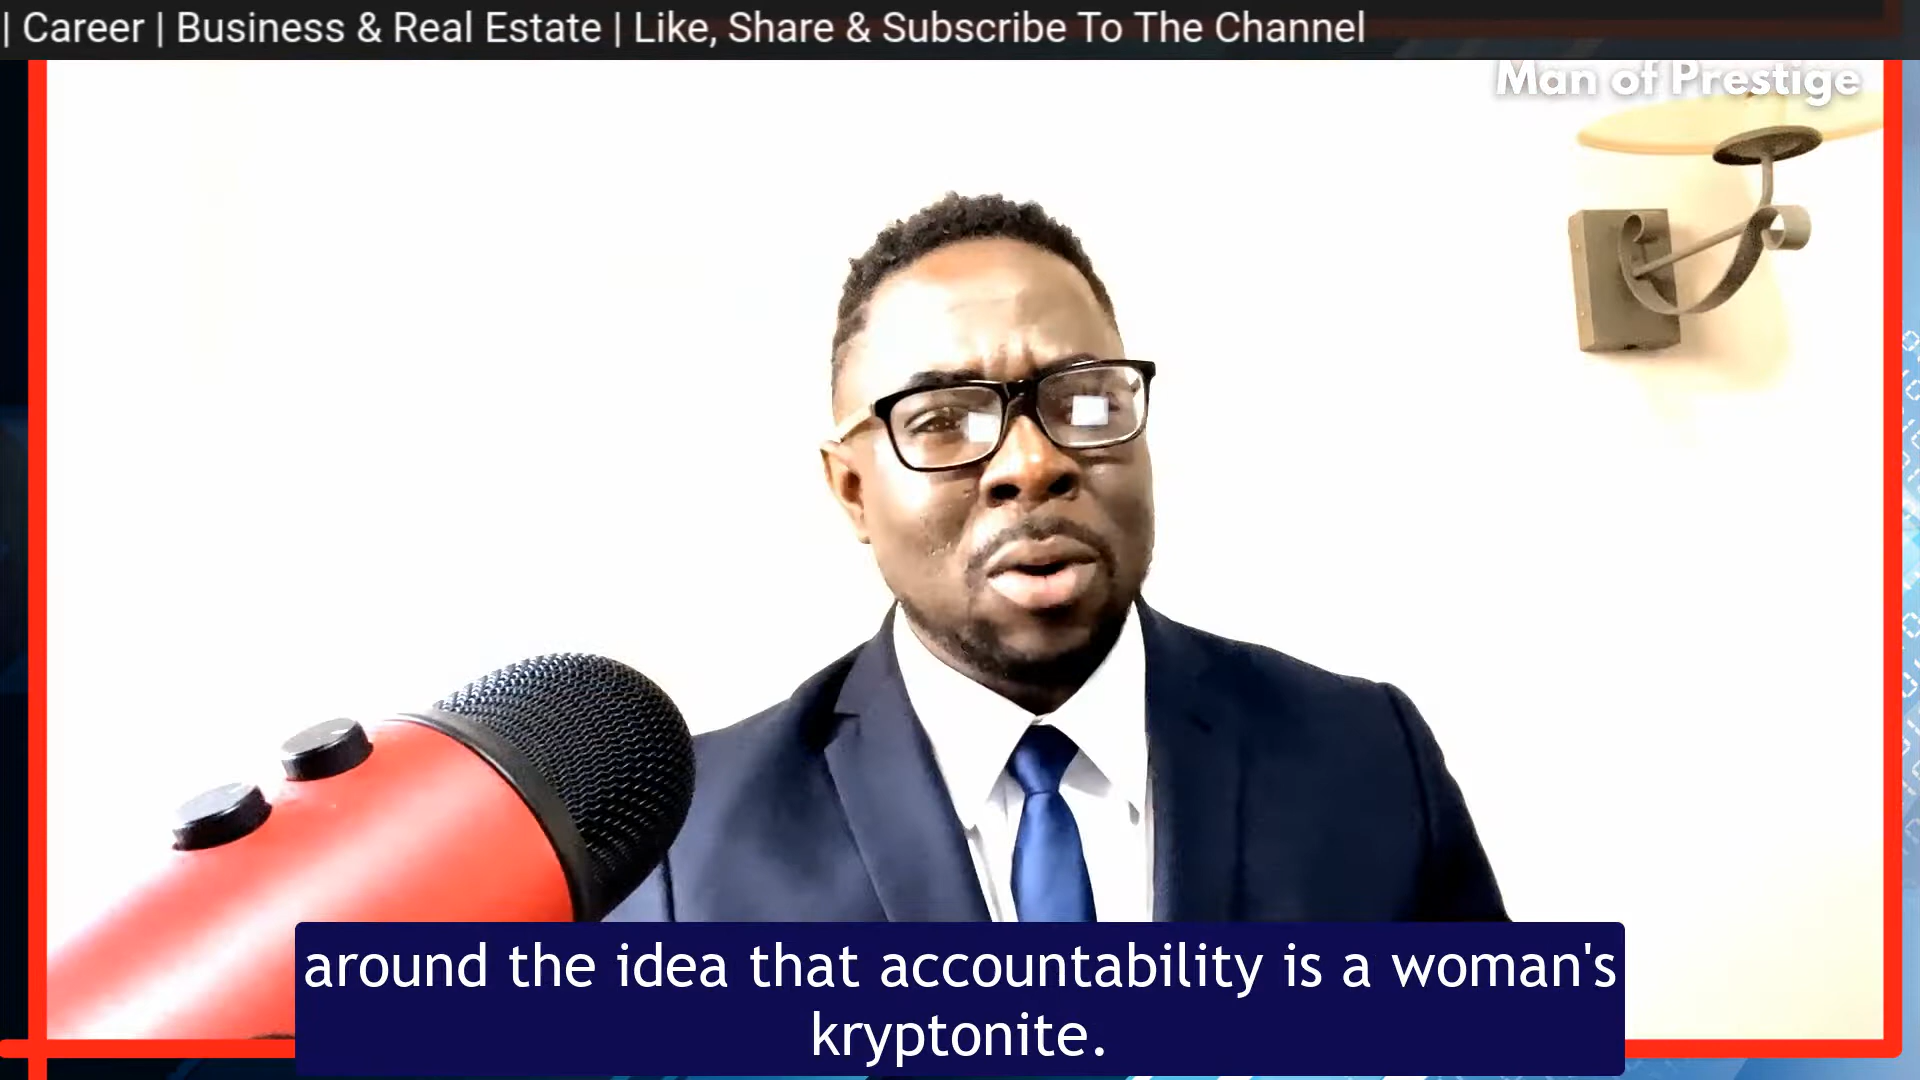 | Career | Business & Real Estate | Like, Share & Subscribe To The Channel
Man of Prestige
around the idea that accountability is a woman's
kryptonite.